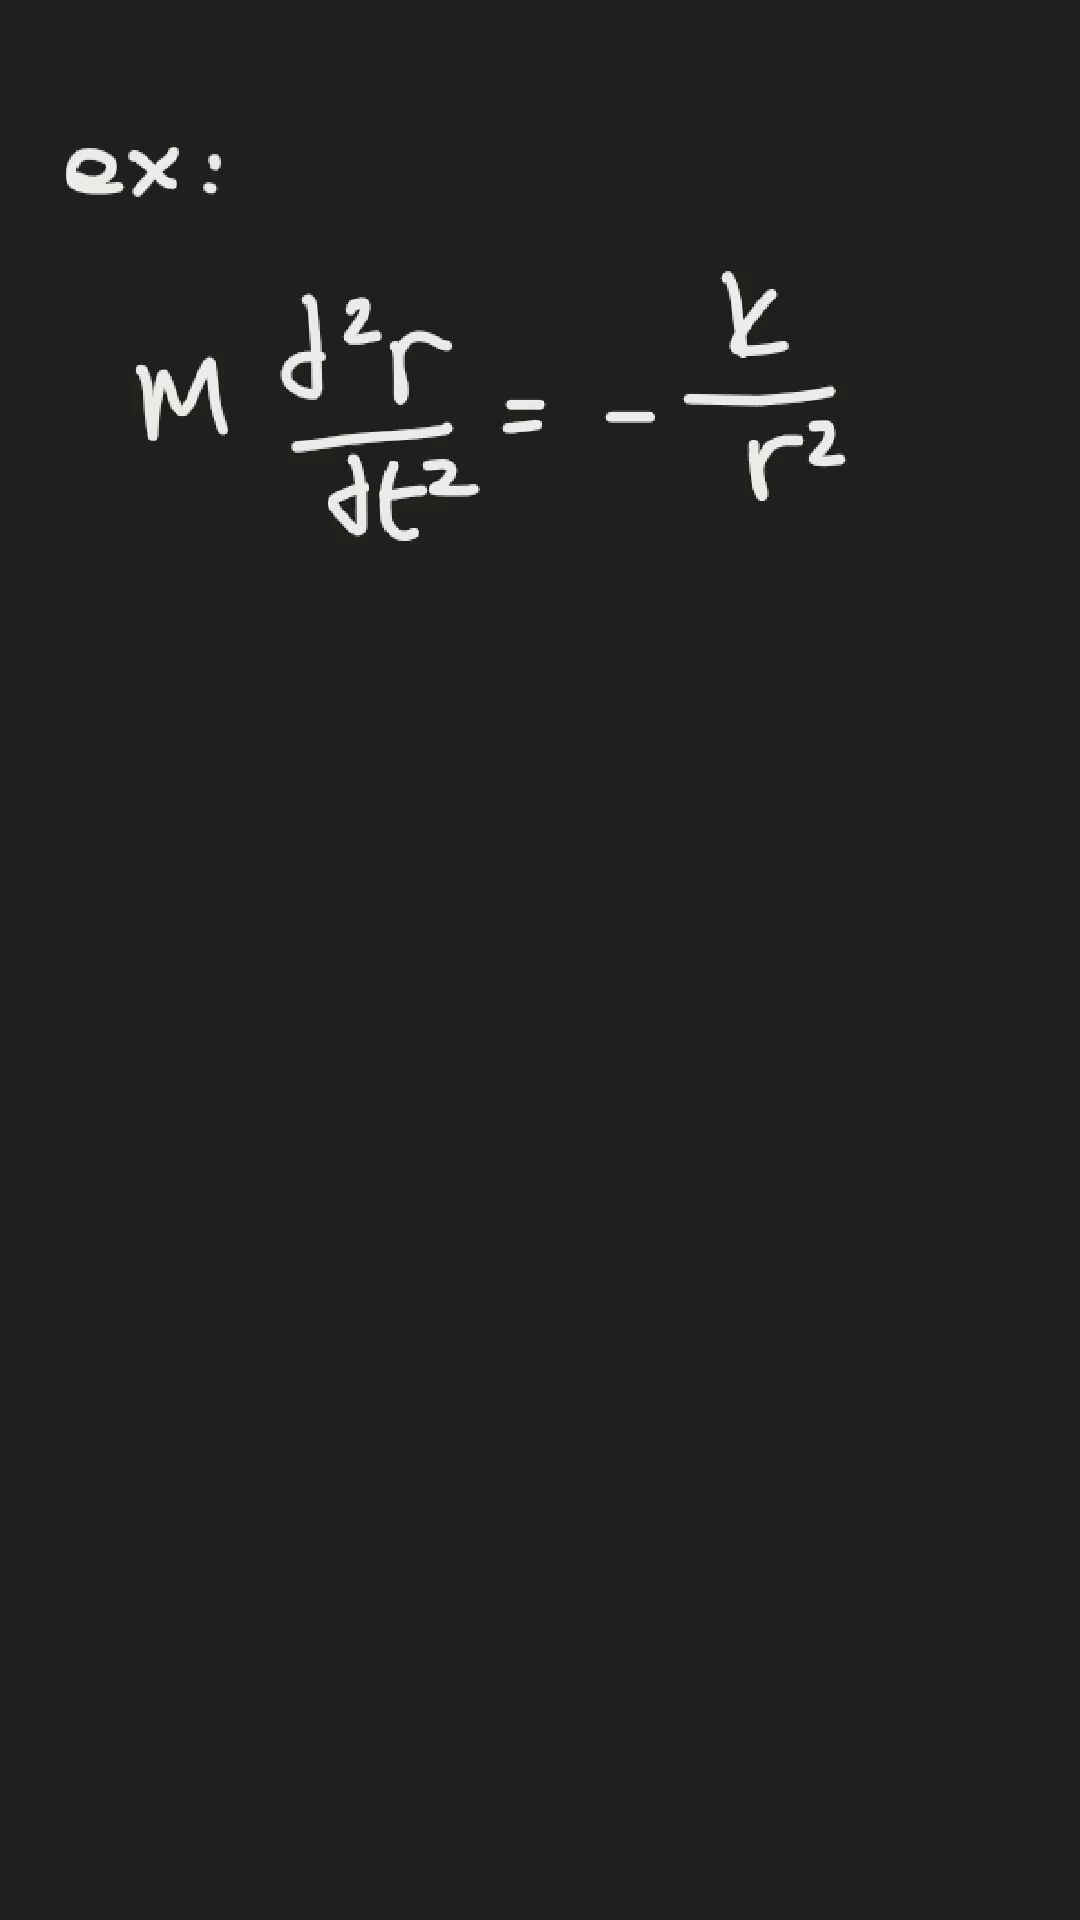 ex:
m d²r/dt² = - k/r²